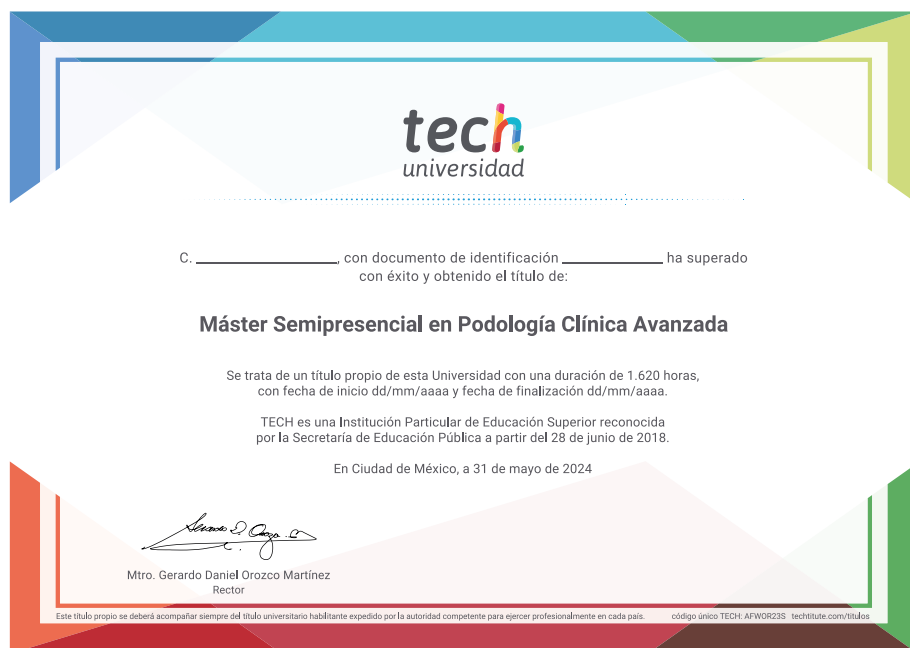 tech
universidad
C. ____________________, con documento de identificación ______________ ha superado
con éxito y obtenido el título de:
Máster Semipresencial en Podología Clínica Avanzada
Se trata de un título propio de esta Universidad con una duración de 1.620 horas,
con fecha de inicio dd/mm/aaaa y fecha de finalización dd/mm/aaaa.
TECH es una Institución Particular de Educación Superior reconocida
por la Secretaría de Educación Pública a partir del 28 de junio de 2018.
En Ciudad de México, a 31 de mayo de 2024
Mtro. Gerardo Daniel Orozco Martínez
Rector
Este título propio se deberá acompañar siempre del título universitario habilitante expedido por la autoridad competente para ejercer profesionalmente en cada país. código único TECH: AFWOR23S techtitute.com/titulos